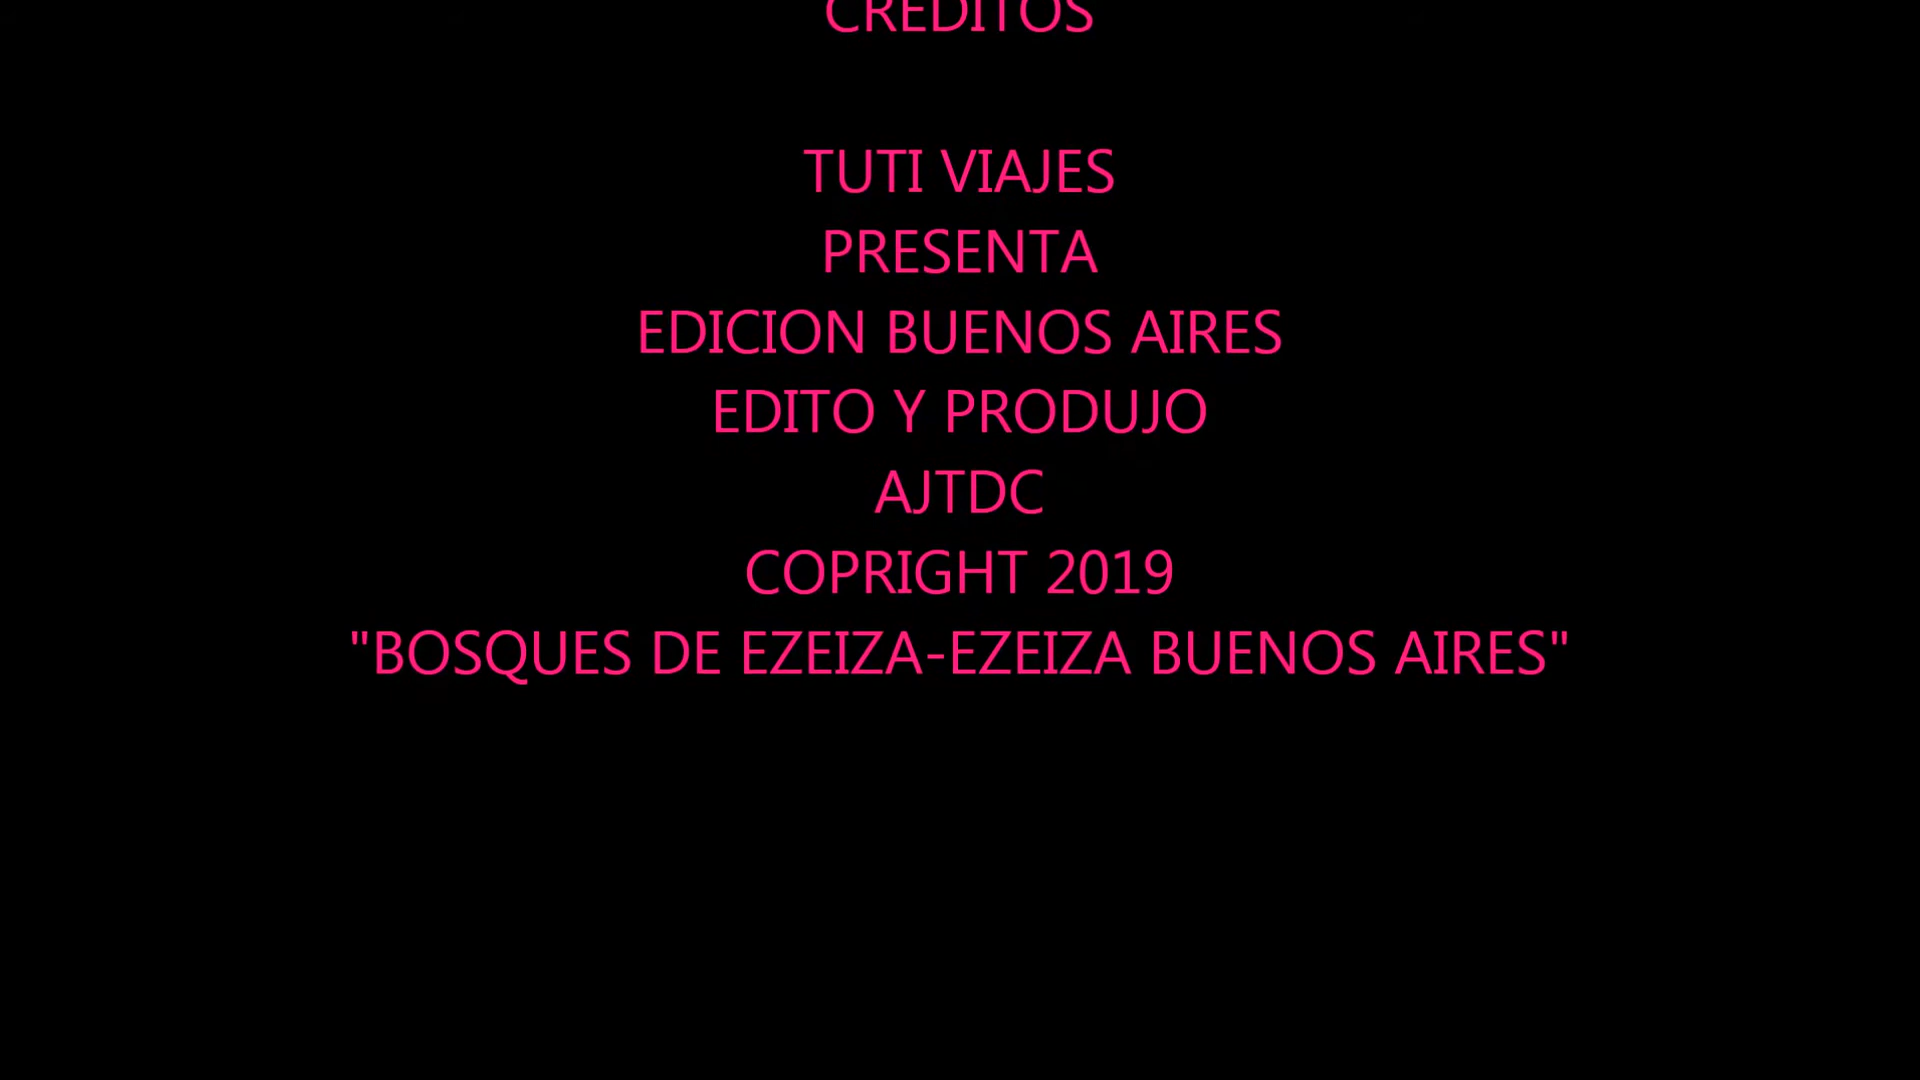 CREDITOS
TUTI VIAJES
PRESENTA
EDICION BUENOS AIRES
EDITO Y PRODUJO
AJTDC
COPRIGHT 2019
"BOSQUES DE EZEIZA-EZEIZA BUENOS AIRES"